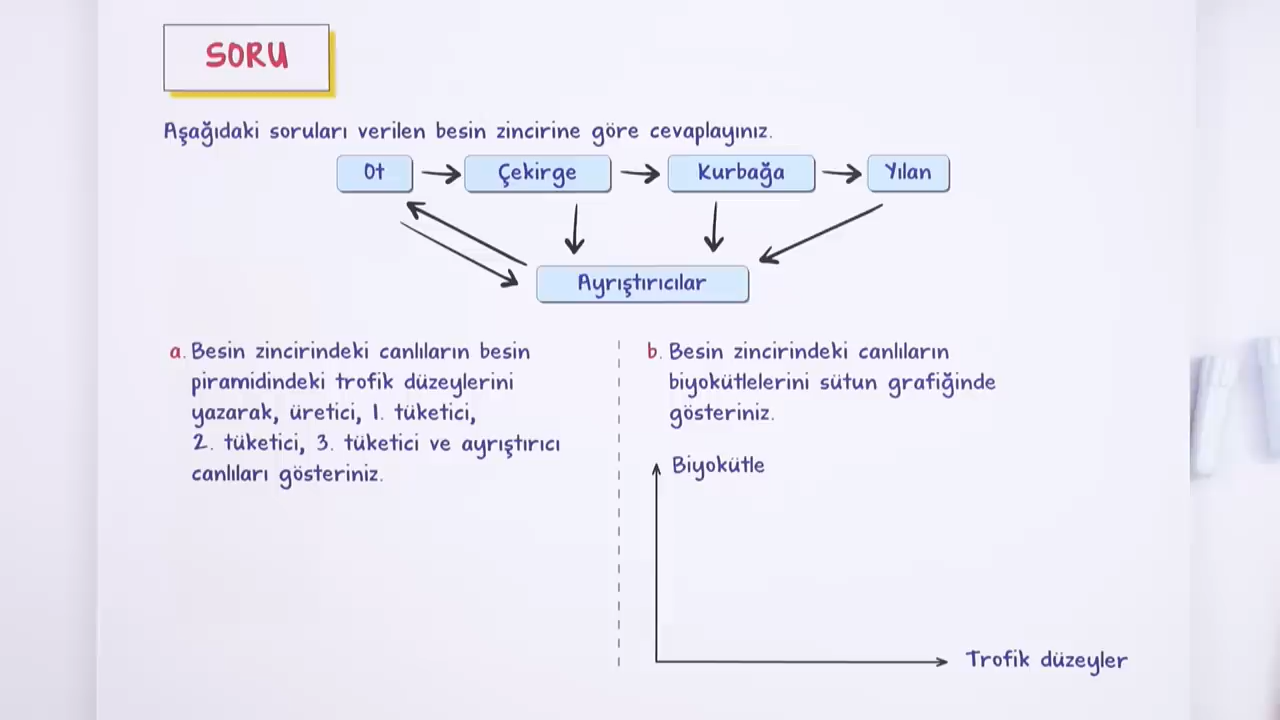 SORU
Aşağıdaki soruları verilen besin zincirine göre cevaplayınız.
Ot
Çekirge
Kurbağa
Yılan
Ayrıştırıcılar
a. Besin zincirindeki canlıların besin
piramidindeki trofik düzeylerini
yazarak, üretici, 1. tüketici,
2. tüketici, 3. tüketici ve ayrıştırıcı
canlıları gösteriniz.
b. Besin zincirindeki canlıların
biyokütlelerini sütun grafiğinde
gösteriniz.
Biyokütle
Trofik düzeyler